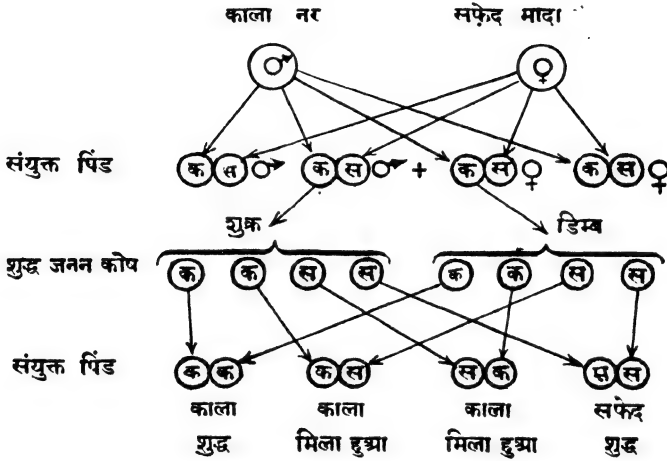 काला नर सफ़ेद मादा
♂ ♀
संयुक्त पिंड क स ♂ क स ♂ + क स ♀ क स ♀
शुक्र डिम्ब
शुद्ध जनन कोष क क स स क क स स
संयुक्त पिंड क क क स स क स स
काला काला काला सफेद
शुद्ध मिला हुआ मिला हुआ शुद्ध